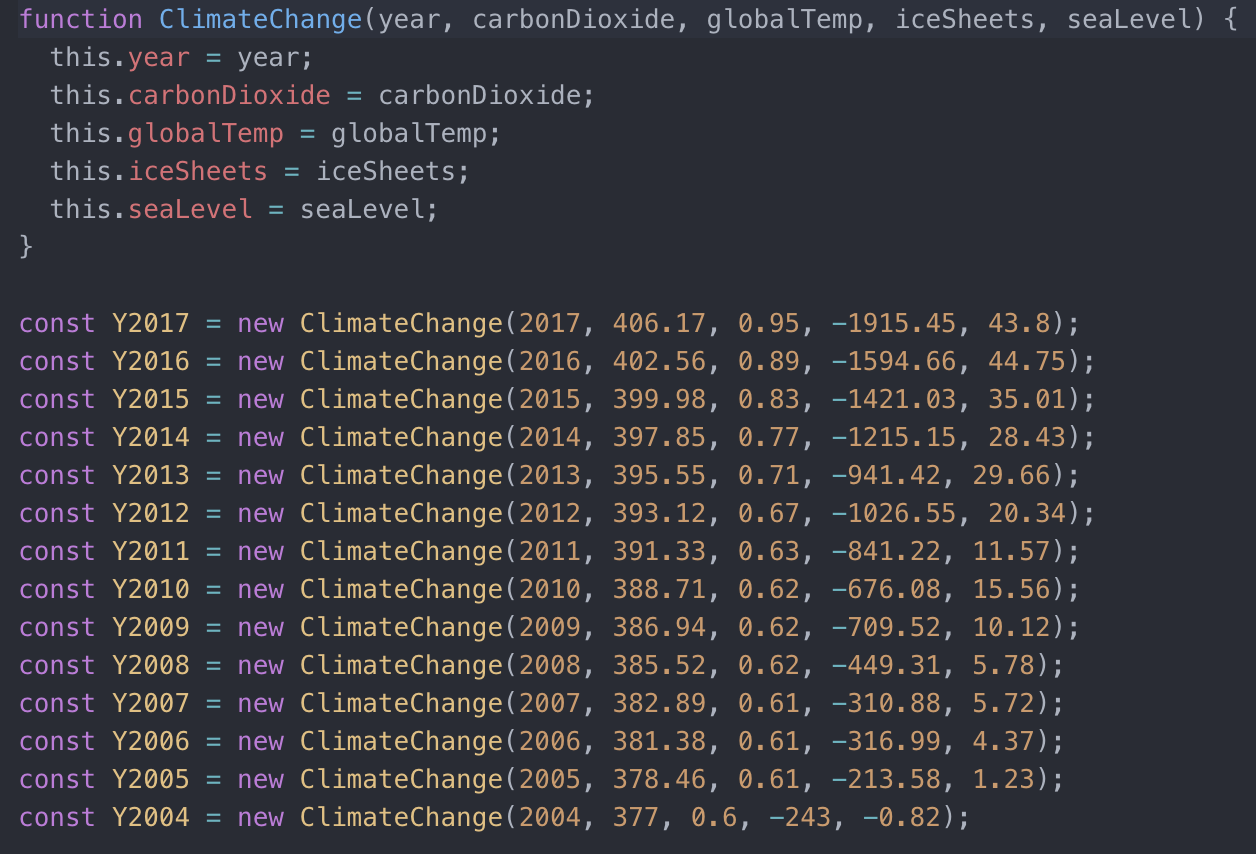 function ClimateChange(year, carbonDioxide, globalTemp, iceSheets, seaLevel) {
  this.year = year;
  this.carbonDioxide = carbonDioxide;
  this.globalTemp = globalTemp;
  this.iceSheets = iceSheets;
  this.seaLevel = seaLevel;
}

const Y2017 = new ClimateChange(2017, 406.17, 0.95, -1915.45, 43.8);
const Y2016 = new ClimateChange(2016, 402.56, 0.89, -1594.66, 44.75);
const Y2015 = new ClimateChange(2015, 399.98, 0.83, -1421.03, 35.01);
const Y2014 = new ClimateChange(2014, 397.85, 0.77, -1215.15, 28.43);
const Y2013 = new ClimateChange(2013, 395.55, 0.71, -941.42, 29.66);
const Y2012 = new ClimateChange(2012, 393.12, 0.67, -1026.55, 20.34);
const Y2011 = new ClimateChange(2011, 391.33, 0.63, -841.22, 11.57);
const Y2010 = new ClimateChange(2010, 388.71, 0.62, -676.08, 15.56);
const Y2009 = new ClimateChange(2009, 386.94, 0.62, -709.52, 10.12);
const Y2008 = new ClimateChange(2008, 385.52, 0.62, -449.31, 5.78);
const Y2007 = new ClimateChange(2007, 382.89, 0.61, -310.88, 5.72);
const Y2006 = new ClimateChange(2006, 381.38, 0.61, -316.99, 4.37);
const Y2005 = new ClimateChange(2005, 378.46, 0.61, -213.58, 1.23);
const Y2004 = new ClimateChange(2004, 377, 0.6, -243, -0.82);